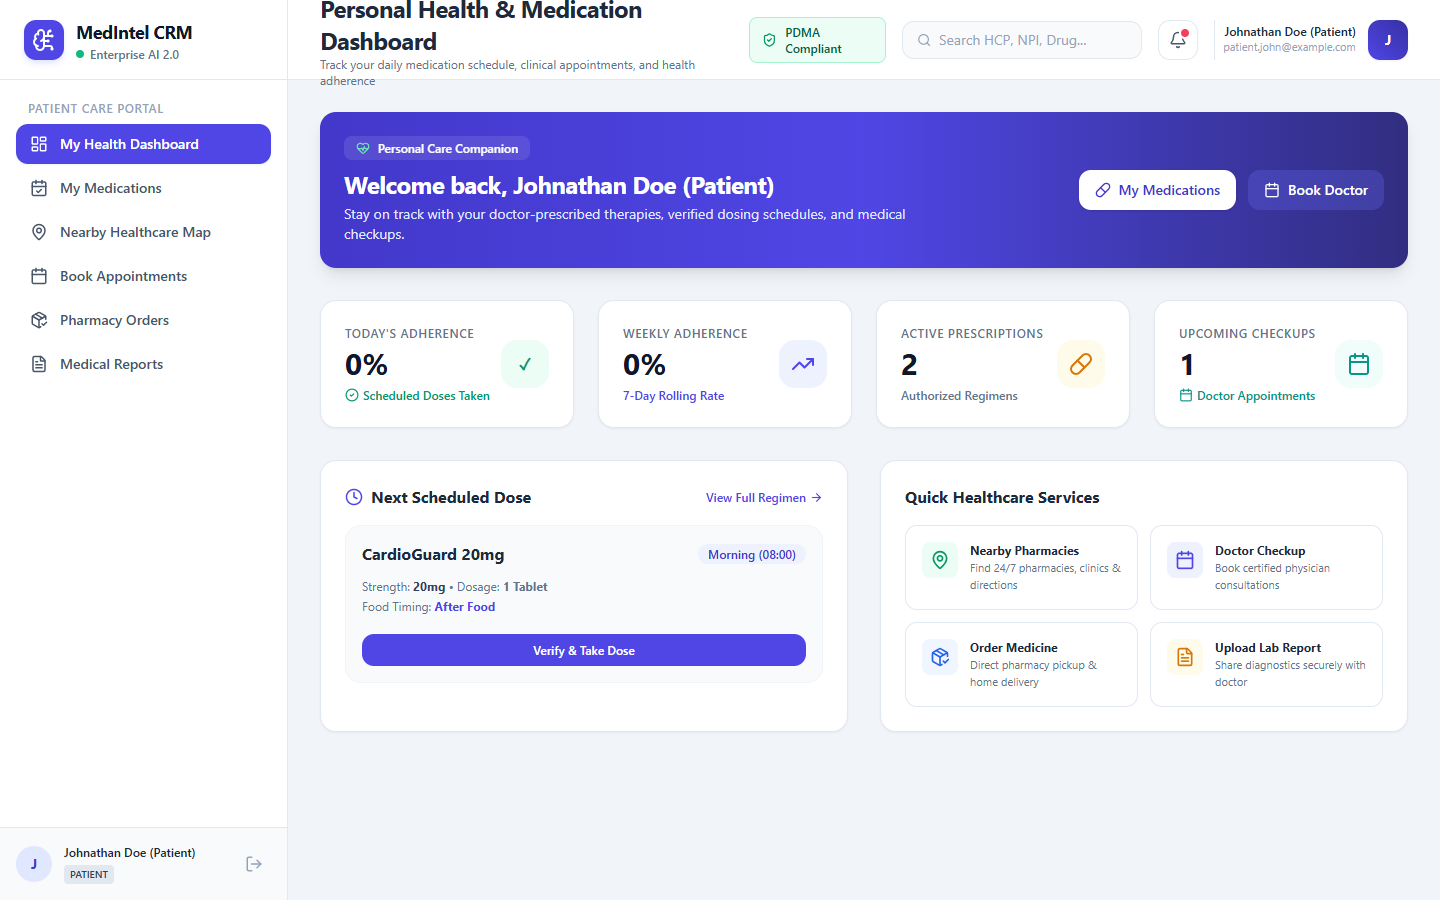 MedIntel CRM
Enterprise AI 2.0
PATIENT CARE PORTAL
My Health Dashboard
My Medications
Nearby Healthcare Map
Book Appointments
Pharmacy Orders
Medical Reports
Johnathan Doe (Patient)
J
PATIENT
Personal Health & Medication
Dashboard
Track your daily medication schedule, clinical appointments, and health
adherence
PDMA
Compliant
Search HCP, NPI, Drug...
Johnathan Doe (Patient)
patient.john@example.com
J
Personal Care Companion
Welcome back, Johnathan Doe (Patient)
Stay on track with your doctor-prescribed therapies, verified dosing schedules, and medical
checkups.
My Medications
Book Doctor
TODAY'S ADHERENCE
0%
Scheduled Doses Taken
WEEKLY ADHERENCE
0%
7-Day Rolling Rate
ACTIVE PRESCRIPTIONS
2
Authorized Regimens
UPCOMING CHECKUPS
1
Doctor Appointments
Next Scheduled Dose
View Full Regimen →
CardioGuard 20mg
Morning (08:00)
Strength: 20mg • Dosage: 1 Tablet
Food Timing: After Food
Verify & Take Dose
Quick Healthcare Services
Nearby Pharmacies
Find 24/7 pharmacies, clinics &
directions
Doctor Checkup
Book certified physician
consultations
Order Medicine
Direct pharmacy pickup &
home delivery
Upload Lab Report
Share diagnostics securely with
doctor